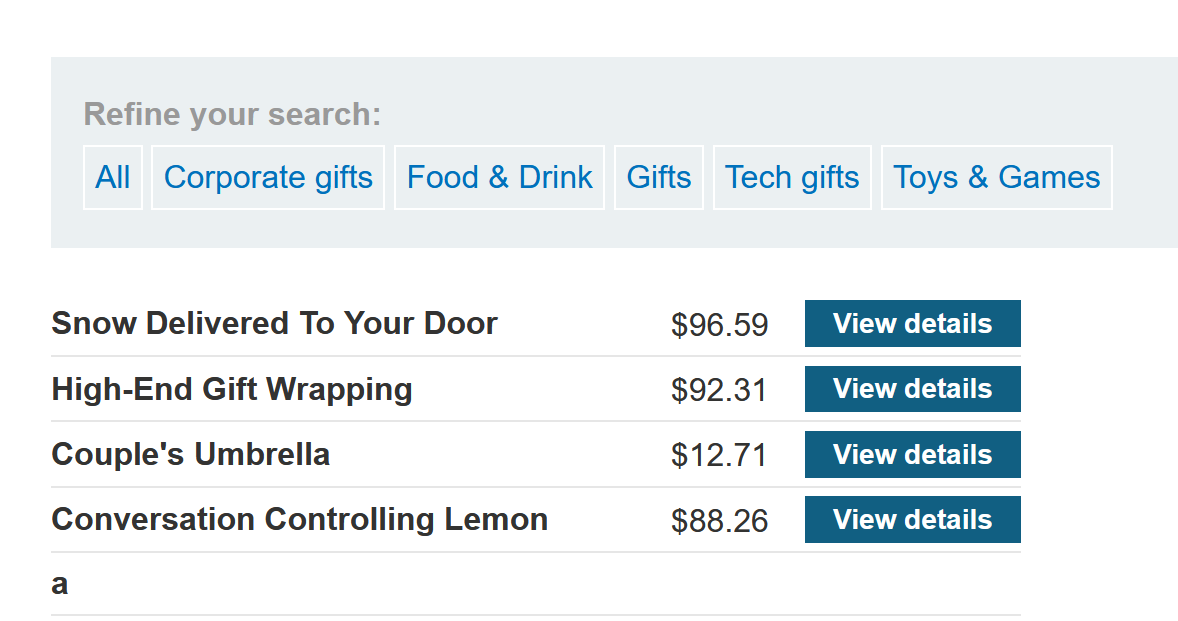 Refine your search:
All Corporate gifts Food & Drink Gifts Tech gifts Toys & Games
Snow Delivered To Your Door $96.59 View details
High-End Gift Wrapping $92.31 View details
Couple's Umbrella $12.71 View details
Conversation Controlling Lemon $88.26 View details
a